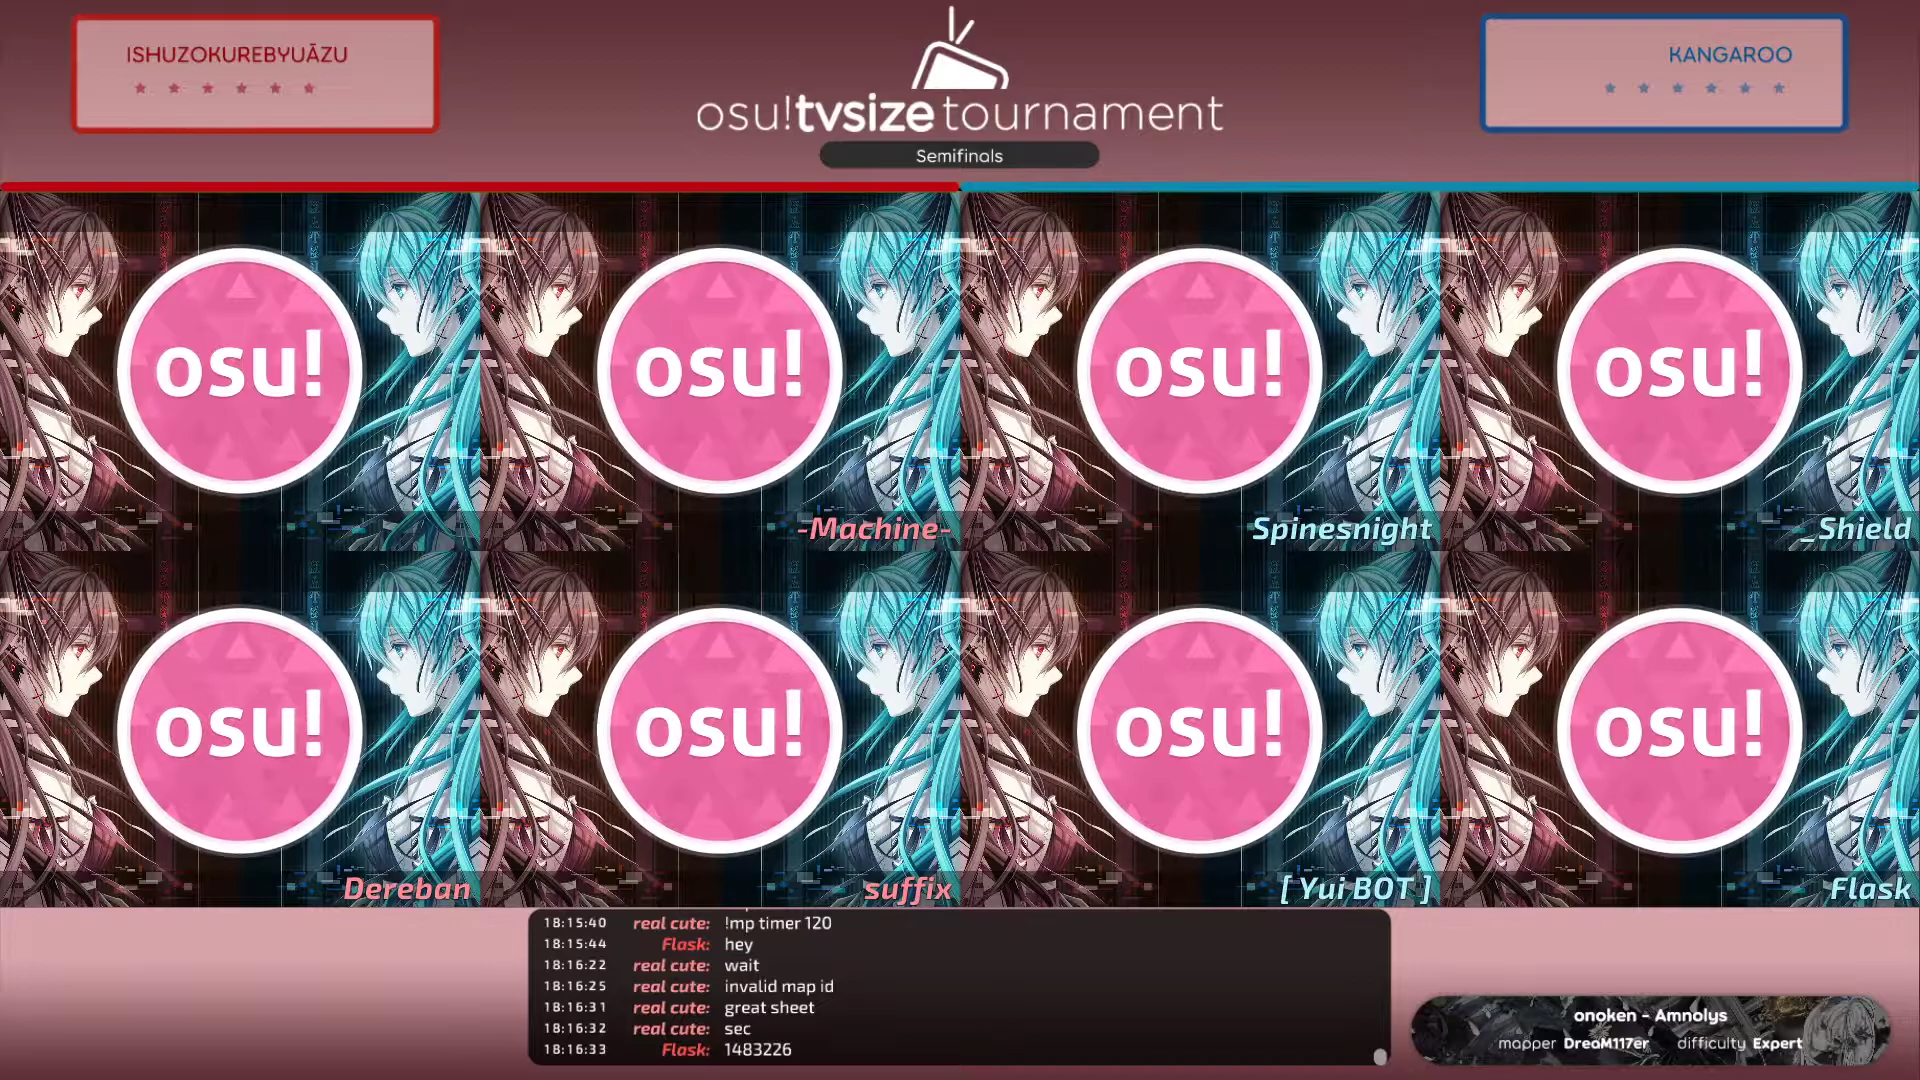 ISHUZOKUREBYUĀZU
KANGAROO
osu!tvsize tournament
Semifinals
osu!
osu!
osu!
osu!
-Machine-
Spinesnight
_Shield
osu!
osu!
osu!
osu!
Dereban
suffix
[ Yui BOT ]
Flask
18:15:40 real cute: !mp timer 120
18:15:44 Flask: hey
18:16:22 real cute: wait
18:16:25 real cute: invalid map id
18:16:31 real cute: great sheet
18:16:32 real cute: sec
18:16:33 Flask: 1483226
onoken - Amnolys
mapper DreaM117er difficulty Expert